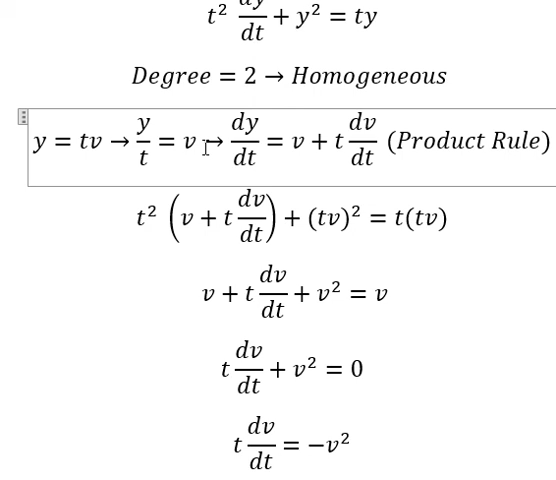 t² dy/dt + y² = ty
Degree = 2 → Homogeneous
y = tv → y/t = v → dy/dt = v + t dv/dt (Product Rule)
t² (v + t dv/dt) + (tv)² = t(tv)
v + t dv/dt + v² = v
t dv/dt + v² = 0
t dv/dt = −v²